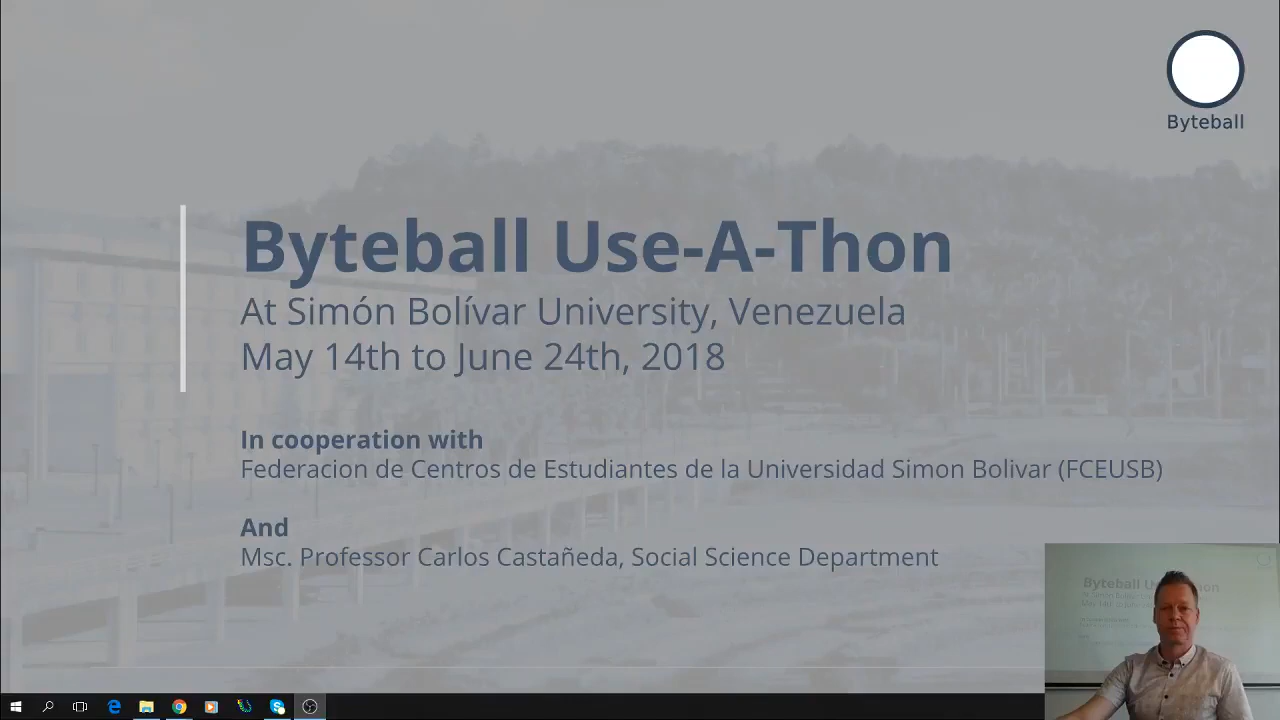 Byteball
Byteball Use-A-Thon
At Simón Bolívar University, Venezuela
May 14th to June 24th, 2018
In cooperation with
Federacion de Centros de Estudiantes de la Universidad Simon Bolivar (FCEUSB)
And
Msc. Professor Carlos Castañeda, Social Science Department